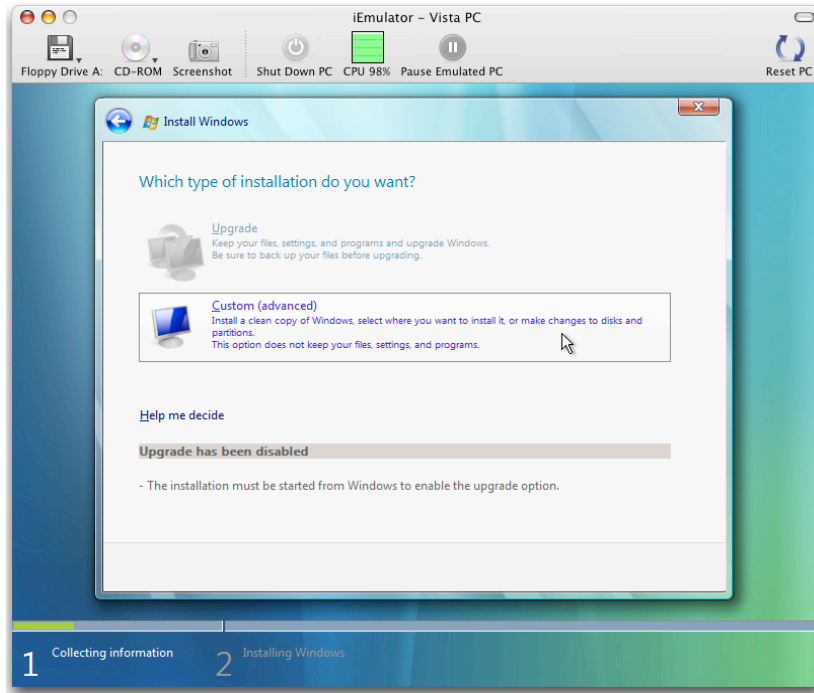 iEmulator – Vista PC
Floppy Drive A: CD-ROM Screenshot Shut Down PC CPU 98% Pause Emulated PC Reset PC
Install Windows
Which type of installation do you want?
Upgrade
Keep your files, settings, and programs and upgrade Windows.
Be sure to back up your files before upgrading.
Custom (advanced)
Install a clean copy of Windows, select where you want to install it, or make changes to disks and
partitions.
This option does not keep your files, settings, and programs.
Help me decide
Upgrade has been disabled
- The installation must be started from Windows to enable the upgrade option.
1 Collecting information 2 Installing Windows